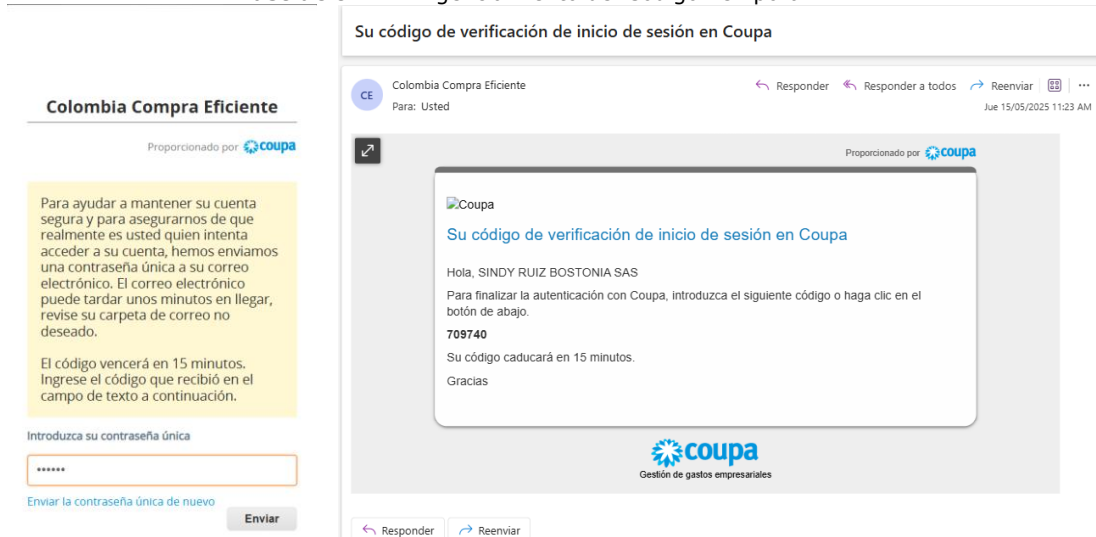 Su código de verificación de inicio de sesión en Coupa
Colombia Compra Eficiente
Proporcionado por coupa
Para ayudar a mantener su cuenta
segura y para asegurarnos de que
realmente es usted quien intenta
acceder a su cuenta, hemos enviamos
una contraseña única a su correo
electrónico. El correo electrónico
puede tardar unos minutos en llegar,
revise su carpeta de correo no
deseado.
El código vencerá en 15 minutos.
Ingrese el código que recibió en el
campo de texto a continuación.
Introduzca su contraseña única
••••••
Enviar la contraseña única de nuevo
Enviar
CE
Colombia Compra Eficiente
Para: Usted
Responder
Responder a todos
Reenviar
Jue 15/05/2025 11:23 AM
Proporcionado por coupa
Coupa
Su código de verificación de inicio de sesión en Coupa
Hola, SINDY RUIZ BOSTONIA SAS
Para finalizar la autenticación con Coupa, introduzca el siguiente código o haga clic en el
botón de abajo.
709740
Su código caducará en 15 minutos.
Gracias
coupa
Gestión de gastos empresariales
Responder
Reenviar